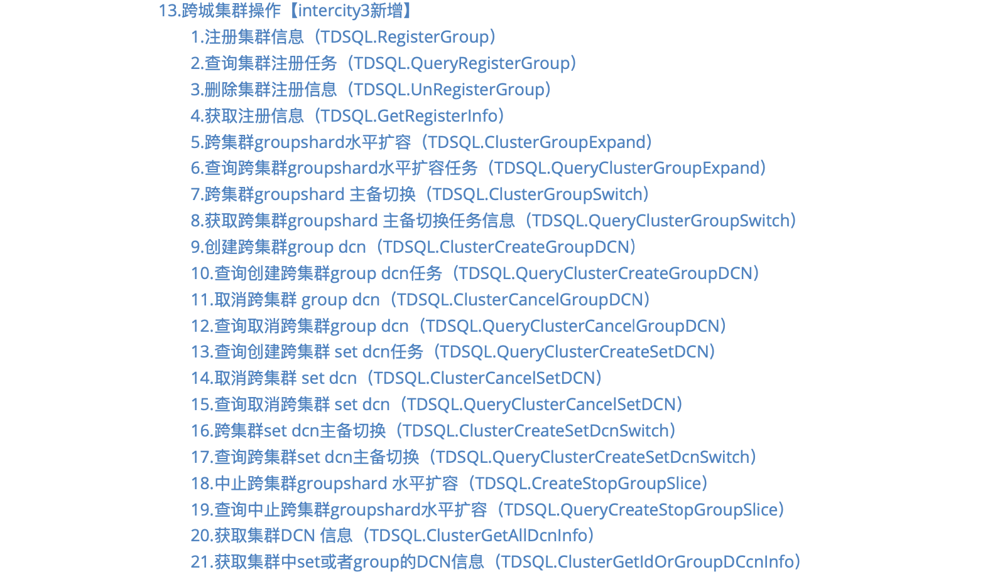 13.跨城集群操作【intercity3新增】
1.注册集群信息（TDSQL.RegisterGroup）
2.查询集群注册任务（TDSQL.QueryRegisterGroup）
3.删除集群注册信息（TDSQL.UnRegisterGroup）
4.获取注册信息（TDSQL.GetRegisterInfo）
5.跨集群groupshard水平扩容（TDSQL.ClusterGroupExpand）
6.查询跨集群groupshard水平扩容任务（TDSQL.QueryClusterGroupExpand）
7.跨集群groupshard 主备切换（TDSQL.ClusterGroupSwitch）
8.获取跨集群groupshard 主备切换任务信息（TDSQL.QueryClusterGroupSwitch）
9.创建跨集群group dcn（TDSQL.ClusterCreateGroupDCN）
10.查询创建跨集群group dcn任务（TDSQL.QueryClusterCreateGroupDCN）
11.取消跨集群 group dcn（TDSQL.ClusterCancelGroupDCN）
12.查询取消跨集群group dcn（TDSQL.QueryClusterCancelGroupDCN）
13.查询创建跨集群 set dcn任务（TDSQL.QueryClusterCreateSetDCN）
14.取消跨集群 set dcn（TDSQL.ClusterCancelSetDCN）
15.查询取消跨集群 set dcn（TDSQL.QueryClusterCancelSetDCN）
16.跨集群set dcn主备切换（TDSQL.ClusterCreateSetDcnSwitch）
17.查询跨集群set dcn主备切换（TDSQL.QueryClusterCreateSetDcnSwitch）
18.中止跨集群groupshard 水平扩容（TDSQL.CreateStopGroupSlice）
19.查询中止跨集群groupshard水平扩容（TDSQL.QueryCreateStopGroupSlice）
20.获取集群DCN 信息（TDSQL.ClusterGetAllDcnInfo）
21.获取集群中set或者group的DCN信息（TDSQL.ClusterGetIdOrGroupDCcnInfo）